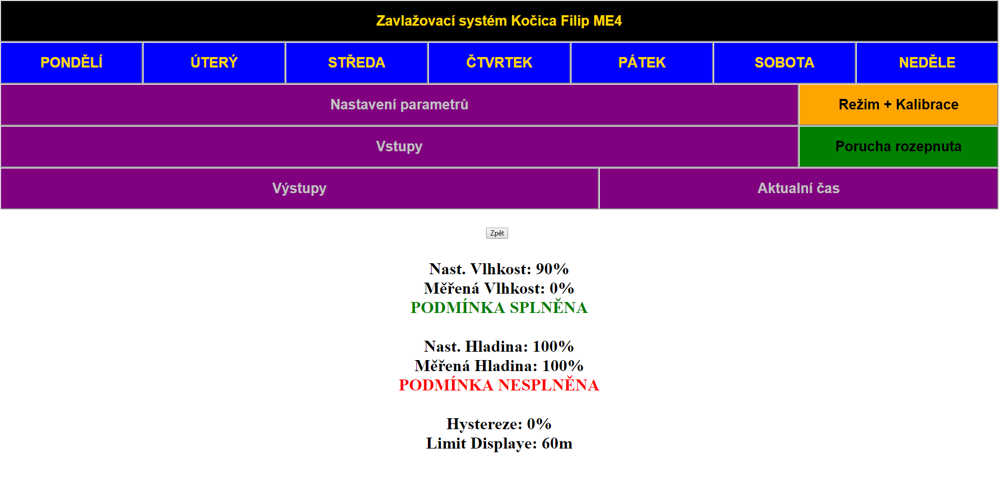 Zavlažovací systém Kočica Filip ME4
PONDĚLÍ ÚTERÝ STŘEDA ČTVRTEK PÁTEK SOBOTA NEDĚLE
Nastavení parametrů Režim + Kalibrace
Vstupy Porucha rozepnuta
Výstupy Aktualní čas
Zpět
Nast. Vlhkost: 90%
Měřená Vlhkost: 0%
PODMÍNKA SPLNĚNA
Nast. Hladina: 100%
Měřená Hladina: 100%
PODMÍNKA NESPLNĚNA
Hystereze: 0%
Limit Displaye: 60m